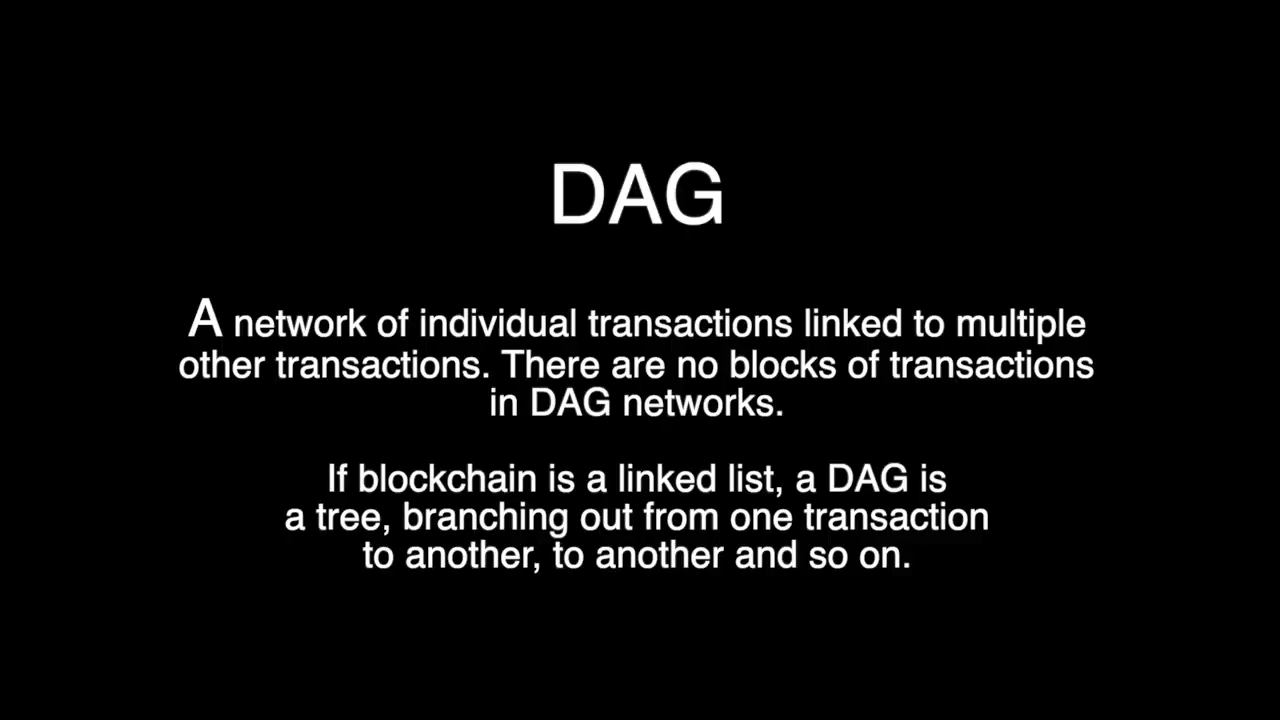 DAG
A network of individual transactions linked to multiple
other transactions. There are no blocks of transactions
in DAG networks.
If blockchain is a linked list, a DAG is
a tree, branching out from one transaction
to another, to another and so on.